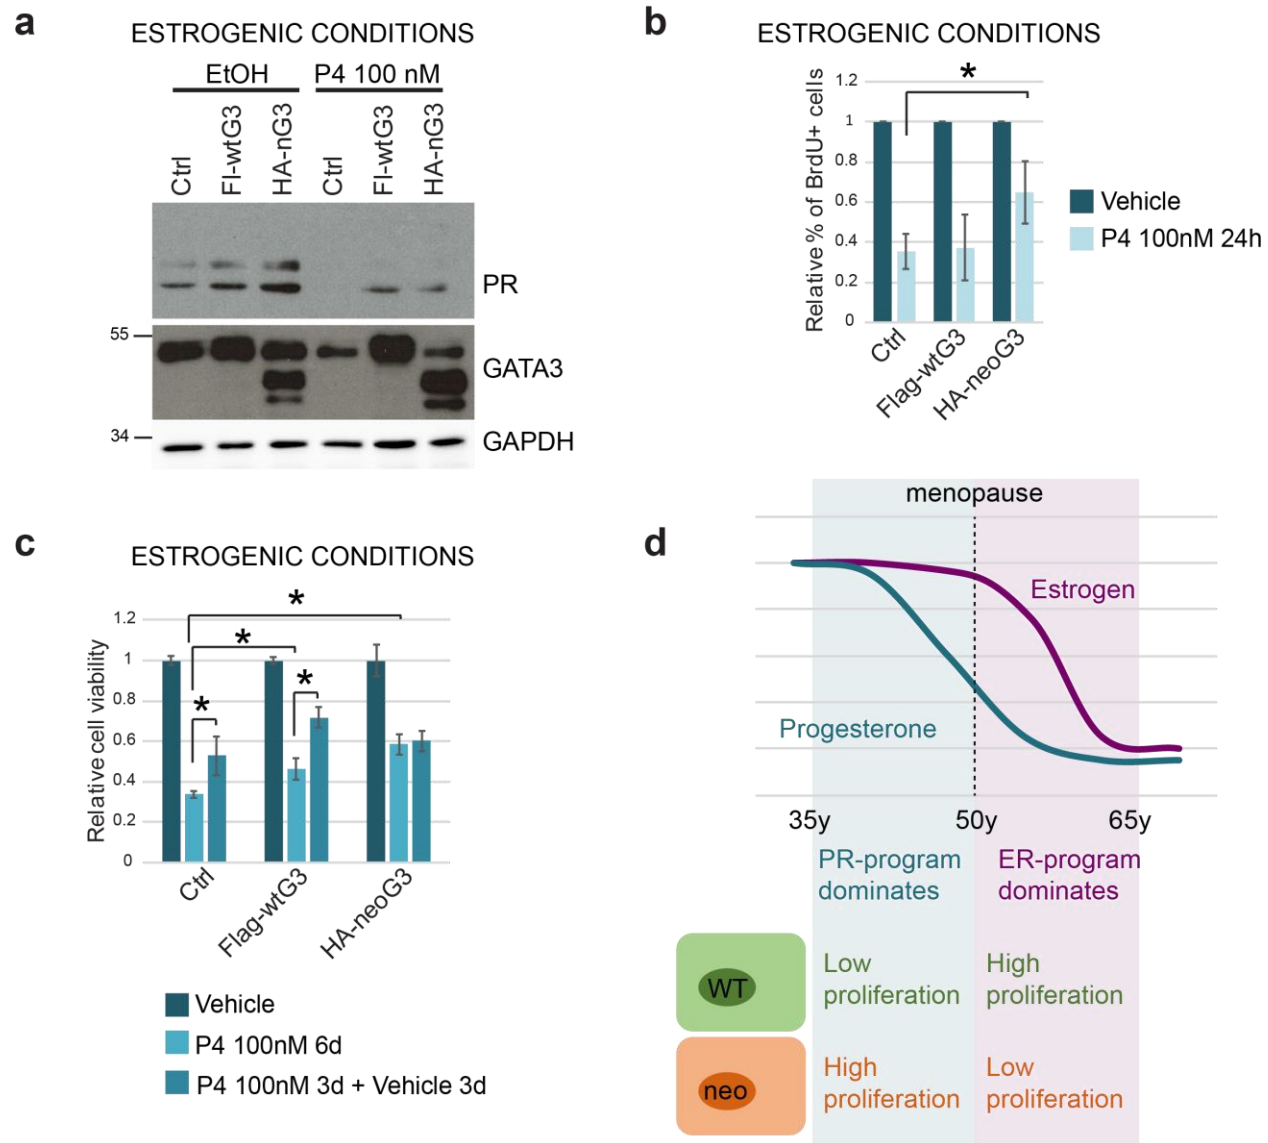 a
ESTROGENIC CONDITIONS
EtOH
P4 100 nM
Ctrl
Fl-wtG3
HA-nG3
Ctrl
Fl-wtG3
HA-nG3
PR
55
GATA3
34
GAPDH
b
ESTROGENIC CONDITIONS
Relative % of BrdU+ cells
1.2
1
0.8
0.6
0.4
0.2
0
*
Ctrl
Flag-wtG3
HA-neoG3
Vehicle
P4 100nM 24h
c
ESTROGENIC CONDITIONS
Relative cell viability
1.2
1
0.8
0.6
0.4
0.2
0
*
*
*
*
Ctrl
Flag-wtG3
HA-neoG3
Vehicle
P4 100nM 6d
P4 100nM 3d + Vehicle 3d
d
menopause
Estrogen
Progesterone
35y
50y
65y
PR-program
dominates
ER-program
dominates
WT
Low
proliferation
High
proliferation
neo
High
proliferation
Low
proliferation